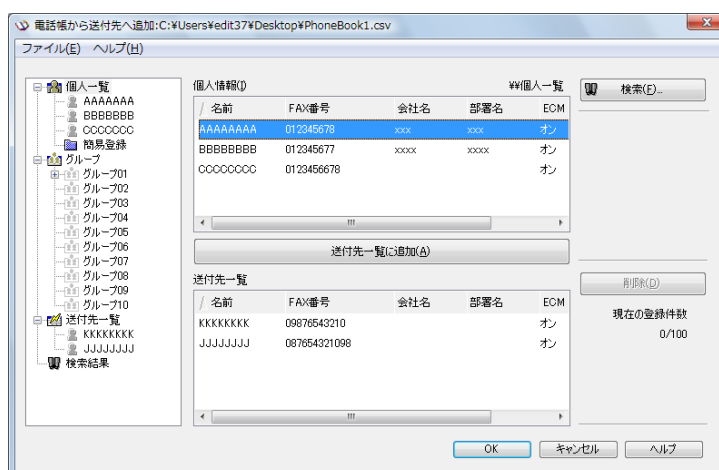 電話帳から送付先へ追加:C:¥Users¥edit37¥Desktop¥PhoneBook1.csv
ファイル(E) ヘルプ(H)
個人一覧
AAAAAAA
BBBBBBB
CCCCCCC
簡易登録
グループ
グループ01
グループ02
グループ03
グループ04
グループ05
グループ06
グループ07
グループ08
グループ09
グループ10
送付先一覧
KKKKKKKK
JJJJJJJJ
検索結果
個人情報(I) ¥¥個人一覧
名前 FAX番号 会社名 部署名 ECM
AAAAAAAA 012345678 xxx xxx オン
BBBBBBBB 012345677 xxxx xxxx オン
CCCCCCCC 0123456678 オン
送付先一覧に追加(A)
送付先一覧
名前 FAX番号 会社名 部署名 ECM
KKKKKKKK 09876543210 オン
JJJJJJJJ 087654321098 オン
検索(F)...
削除(D)
現在の登録件数
0/100
OK キャンセル ヘルプ